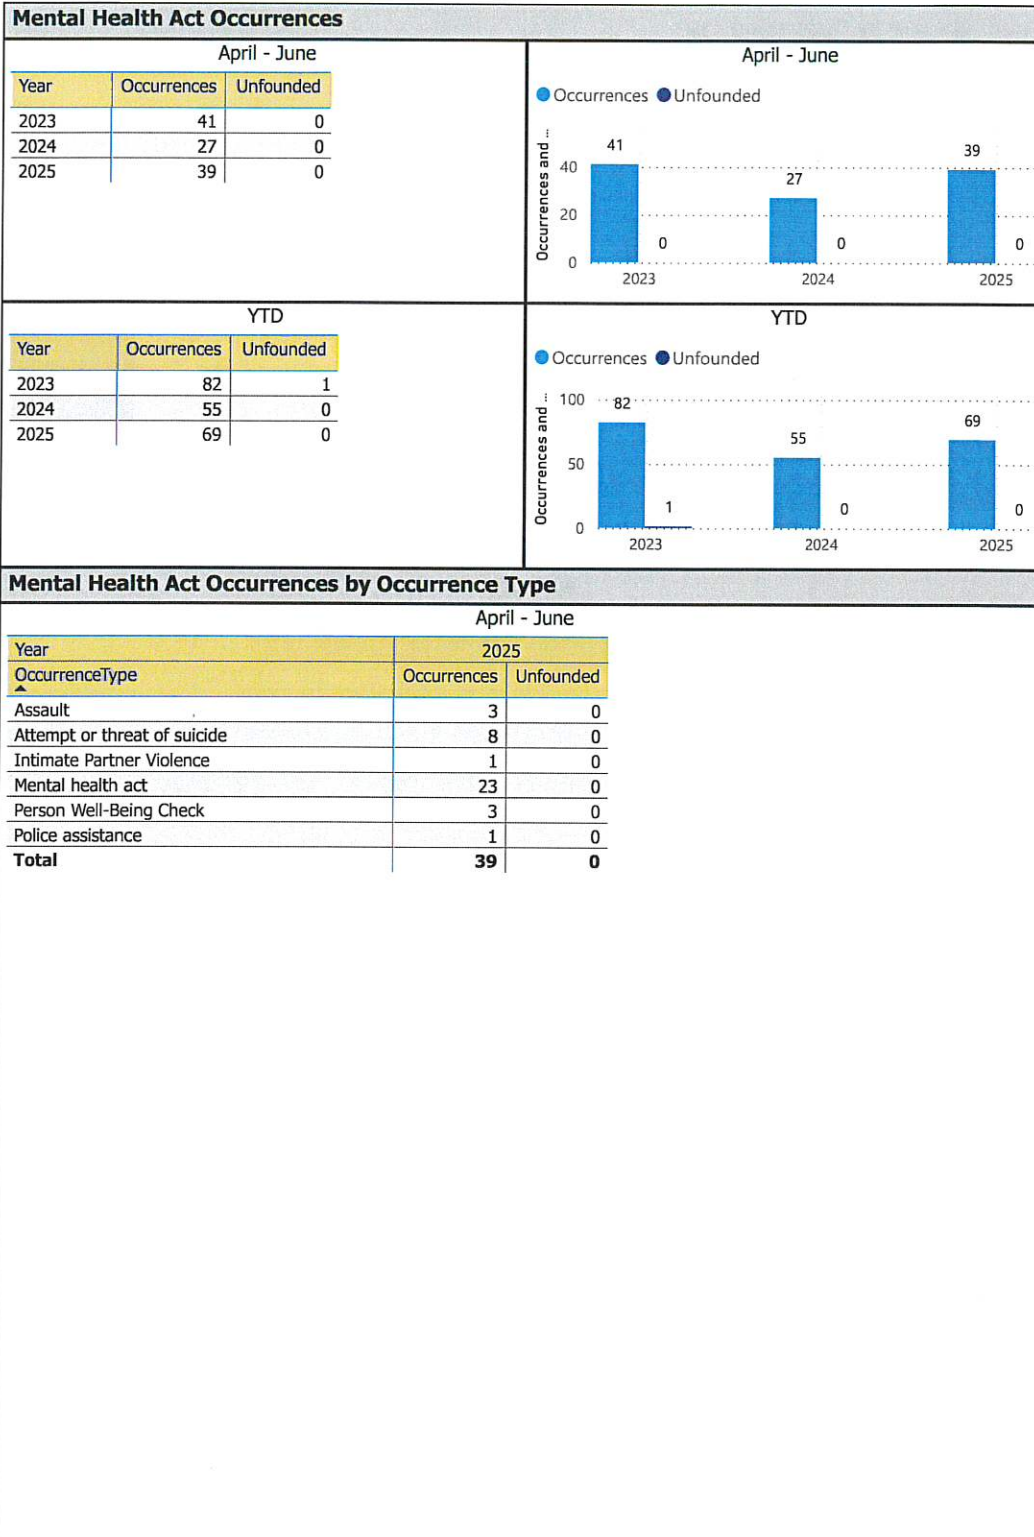 Mental Health Act Occurrences
April - June
Year Occurrences Unfounded
2023 41 0
2024 27 0
2025 39 0
April - June
Occurrences Unfounded
Occurrences and ...
40
20
0
41 0
27 0
39 0
2023 2024 2025
YTD
Year Occurrences Unfounded
2023 82 1
2024 55 0
2025 69 0
YTD
Occurrences Unfounded
Occurrences and ...
100
50
0
82 1
55 0
69 0
2023 2024 2025
Mental Health Act Occurrences by Occurrence Type
April - June
Year 2025
OccurrenceType Occurrences Unfounded
Assault 3 0
Attempt or threat of suicide 8 0
Intimate Partner Violence 1 0
Mental health act 23 0
Person Well-Being Check 3 0
Police assistance 1 0
Total 39 0